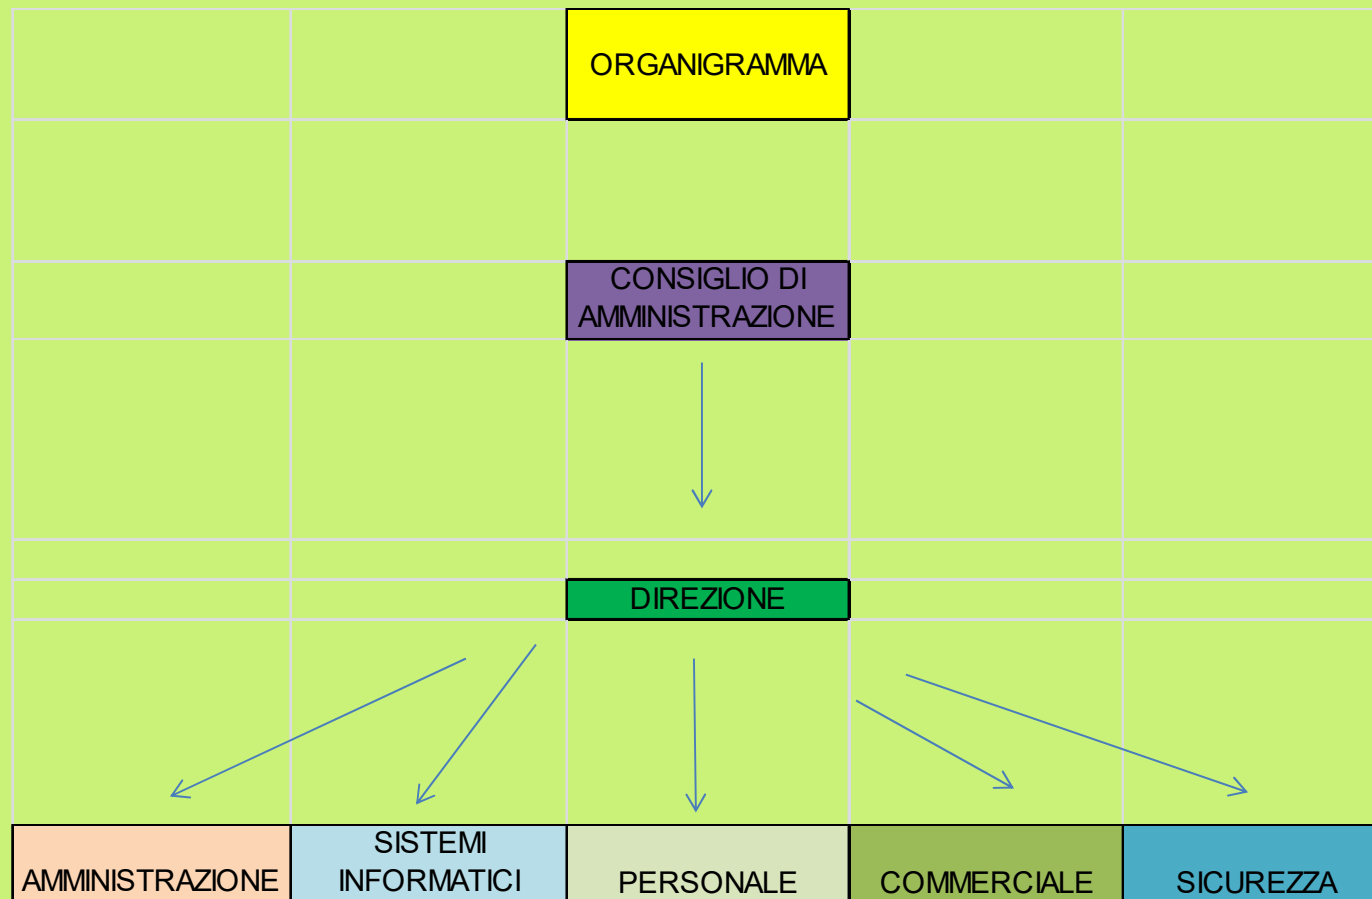 ORGANIGRAMMA
CONSIGLIO DI
AMMINISTRAZIONE
DIREZIONE
AMMINISTRAZIONE
SISTEMI
INFORMATICI
PERSONALE
COMMERCIALE
SICUREZZA